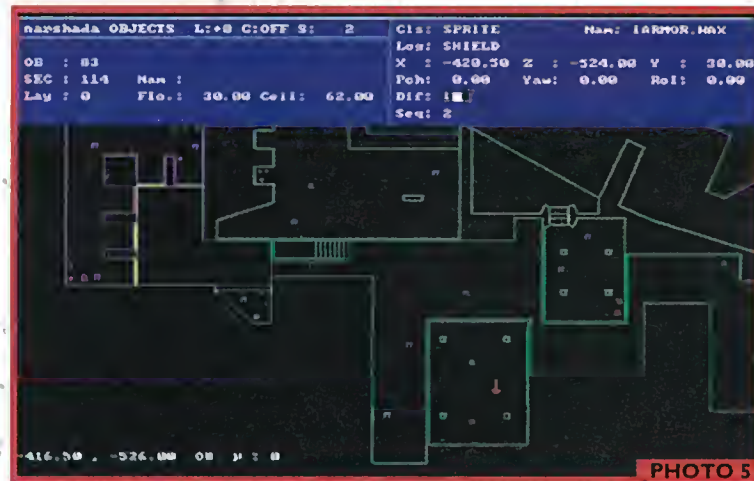 narshada OBJECTS L:+0 C:OFF S: 2
OB : 83
SEC : 114 Nam :
Lay : 0 Flo.: 30.00 Ceil: 62.00
Cls: SPRITE Nam: IARMOR.WAX
Log: SHIELD
X : -420.50 Z : -524.00 Y : 30.00
Pch: 0.00 Yaw: 0.00 Rol: 0.00
Dif: 1
Seq: 2
-416.50 , -526.00 OB µ : 0
PHOTO 5